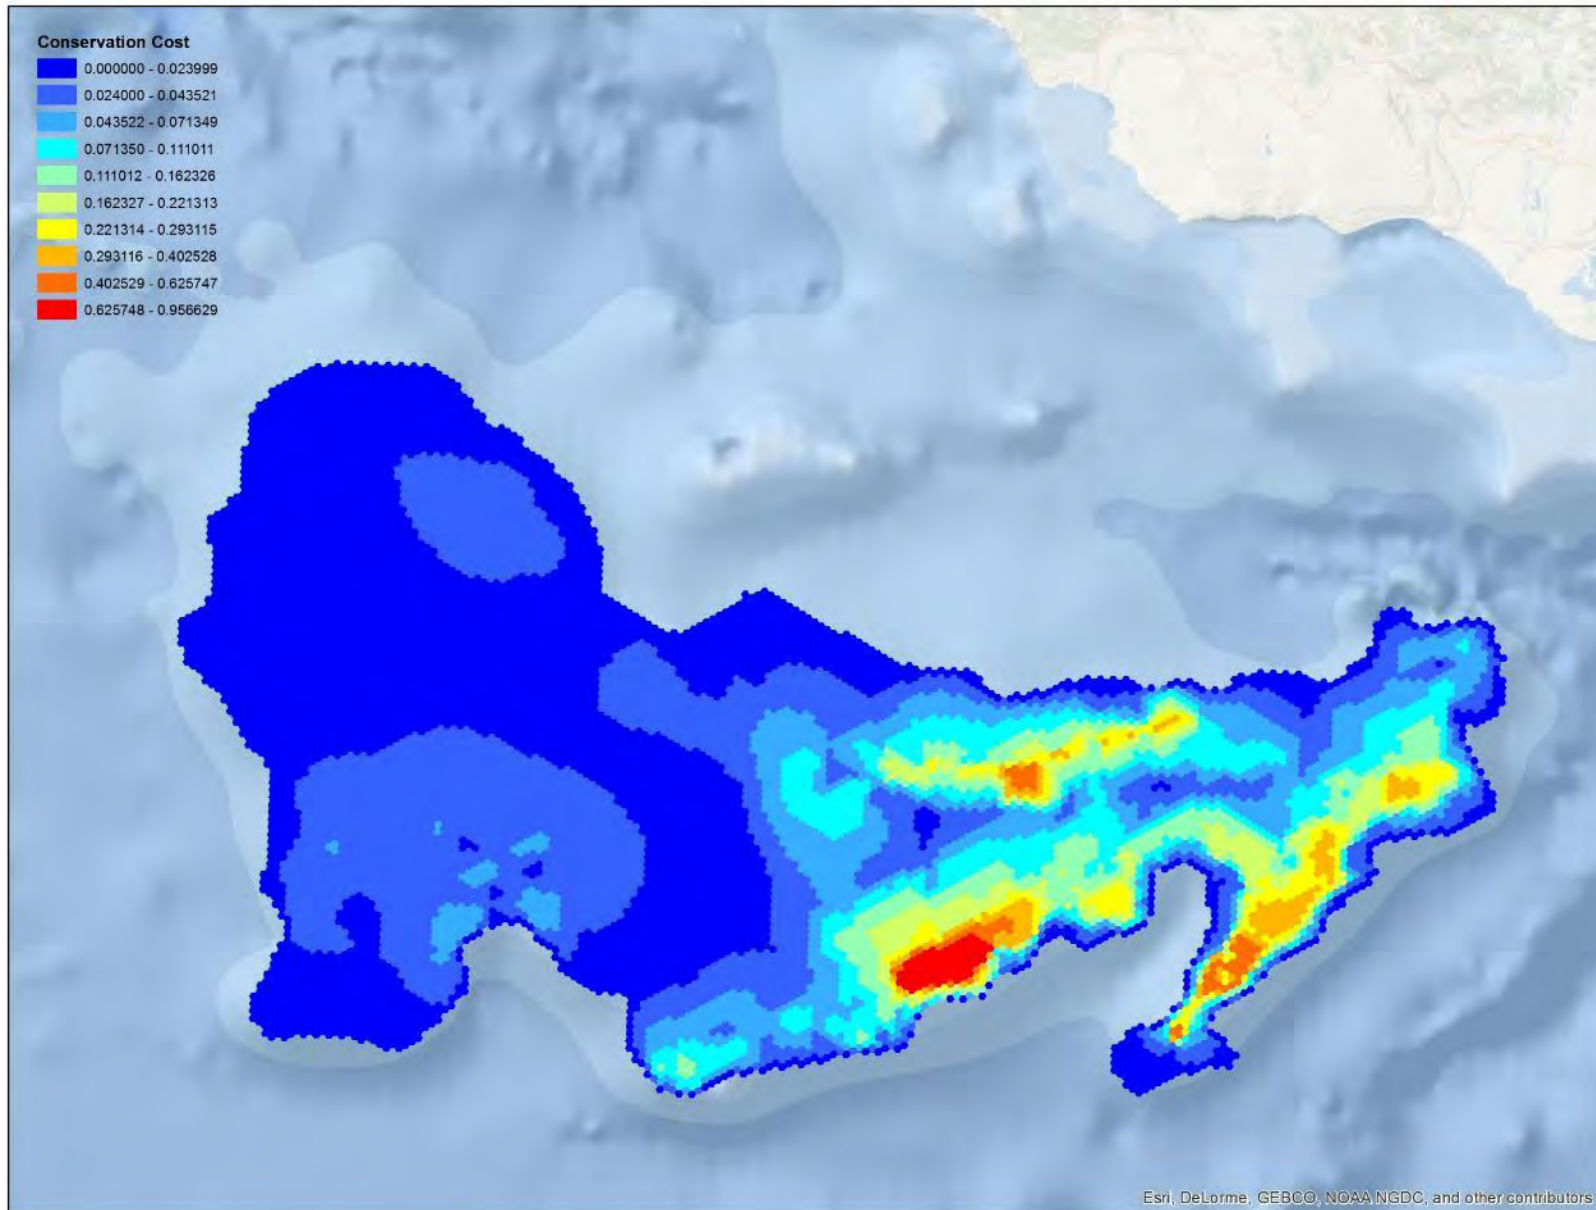 Conservation Cost
0.000000 - 0.023999
0.024000 - 0.043521
0.043522 - 0.071349
0.071350 - 0.111011
0.111012 - 0.162326
0.162327 - 0.221313
0.221314 - 0.293115
0.293116 - 0.402528
0.402529 - 0.625747
0.625748 - 0.956629
Esri, DeLorme, GEBCO, NOAA NGDC, and other contributors